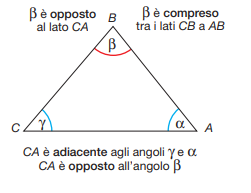 β è opposto
al lato CA
β è compreso
tra i lati CB a AB
B
β
C
γ
α
A
CA è adiacente agli angoli γ e α
CA è opposto all'angolo β